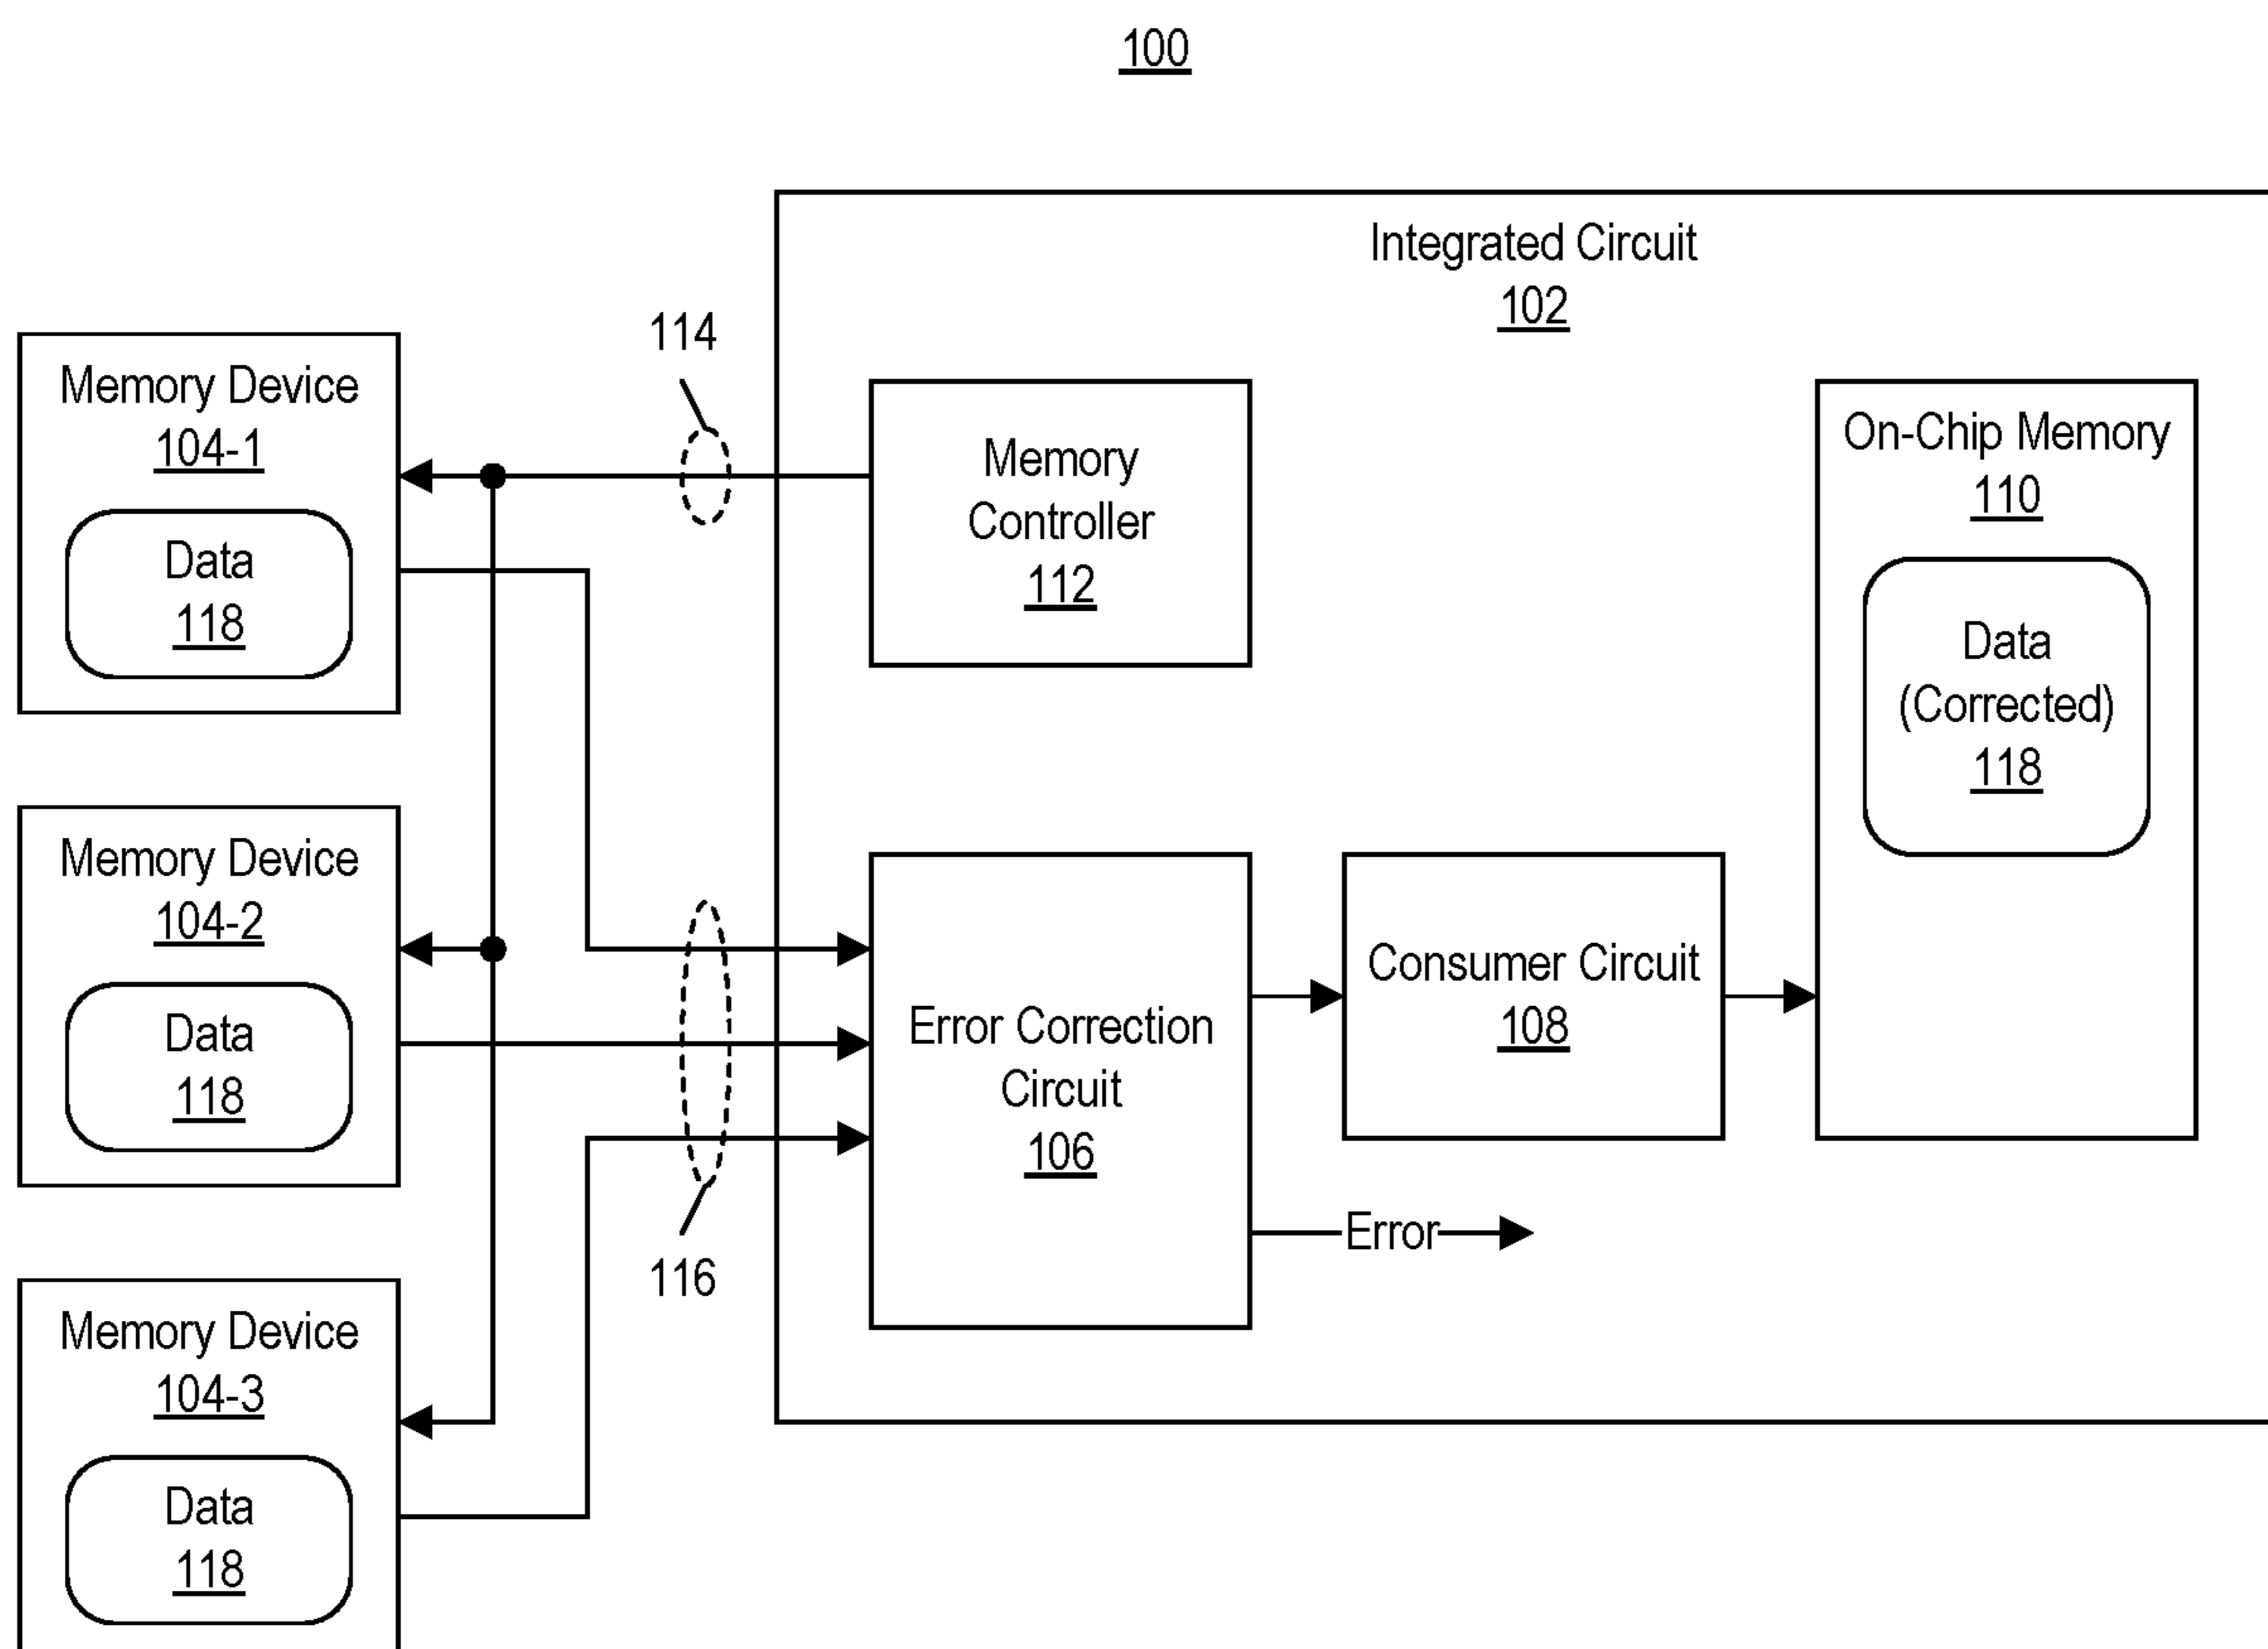 100
Integrated Circuit
102
114
Memory Device
104-1
Data
118
Memory
Controller
112
On-Chip Memory
110
Data
(Corrected)
118
Memory Device
104-2
Data
118
116
Error Correction
Circuit
106
Consumer Circuit
108
Error
Memory Device
104-3
Data
118